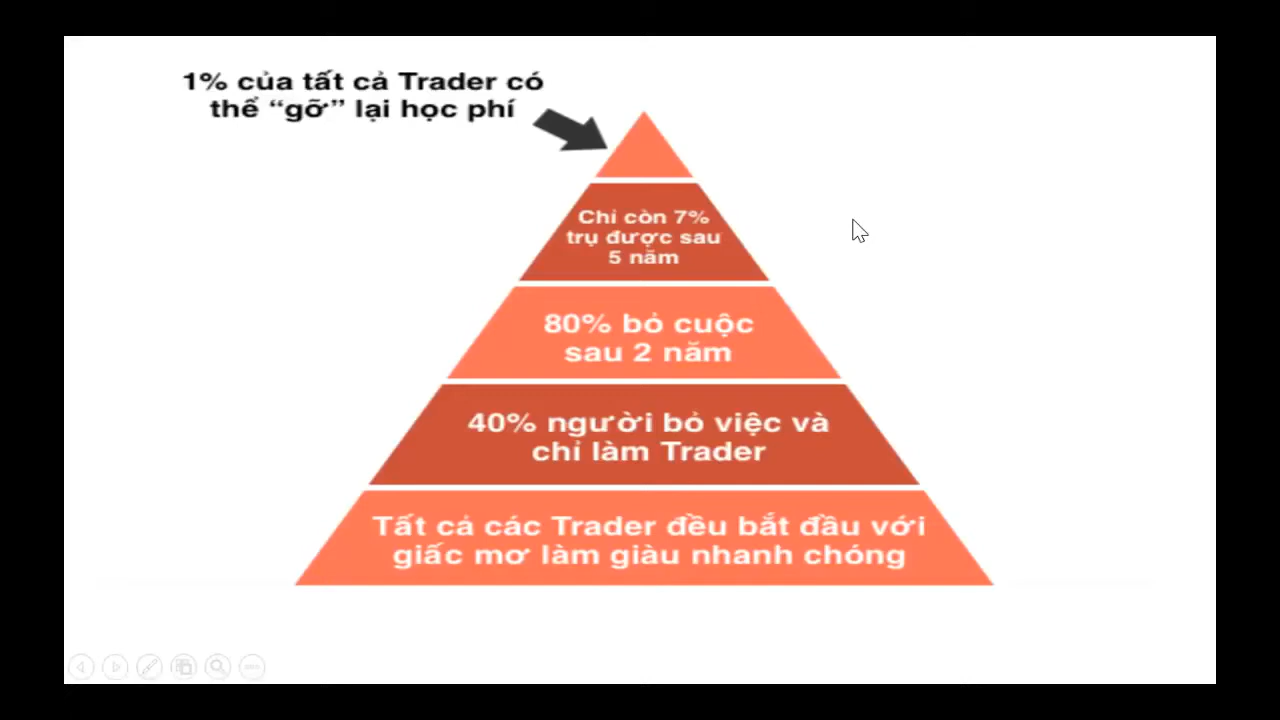 1% của tất cả Trader có
thể “gỡ” lại học phí
Chỉ còn 7%
trụ được sau
5 năm
80% bỏ cuộc
sau 2 năm
40% người bỏ việc và
chỉ làm Trader
Tất cả các Trader đều bắt đầu với
giấc mơ làm giàu nhanh chóng